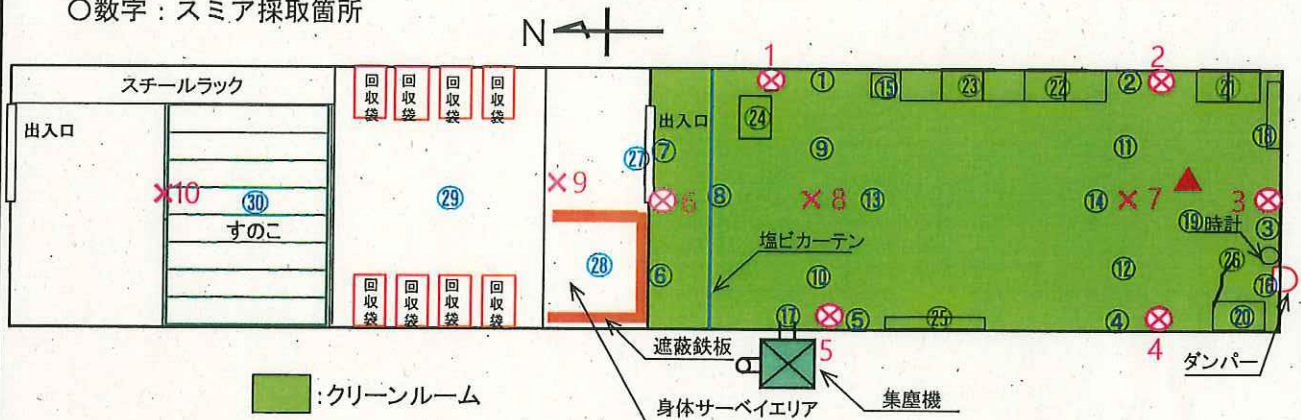 〇数字：スミア採取箇所
N
1
2
スチールラック
回収袋
回収袋
回収袋
回収袋
①
⑮
㉓
㉒
②
㉑
㉔
出入口
出入口
⑱
㉗
⑦
⑨
⑪
10
㉚
すのこ
㉙
9
6
⑧
8
⑬
⑭
7
3
⑲
時計
③
塩ビカーテン
㉘
⑥
⑩
⑫
㉖
⑯
回収袋
回収袋
回収袋
回収袋
⑰
⑤
㉕
④
⑳
5
4
遮蔽鉄板
ダンパー
:クリーンルーム
身体サーベイエリア
集塵機